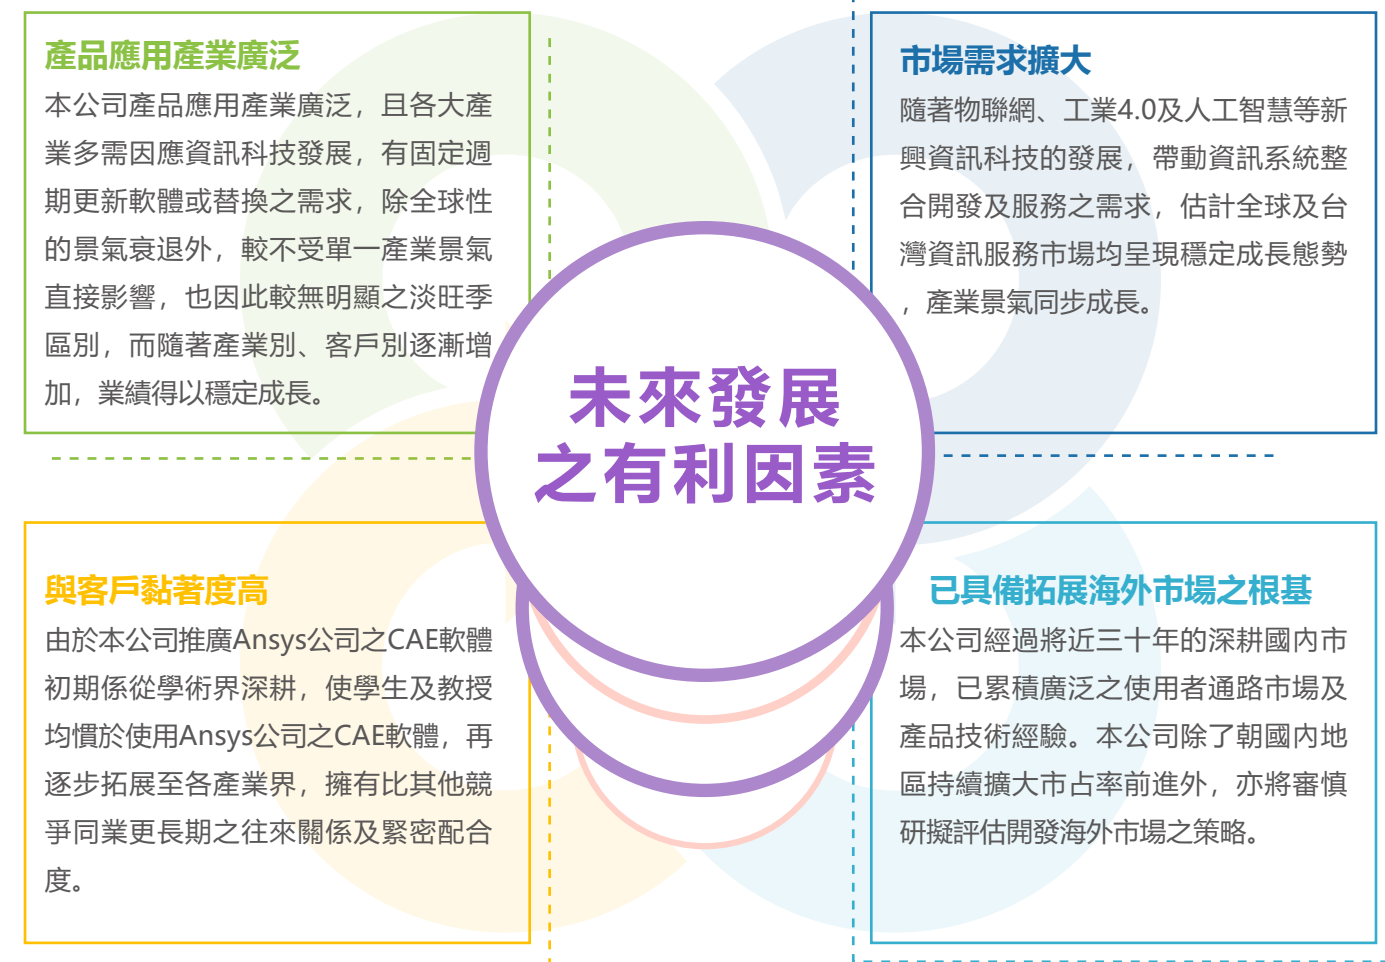 產品應用產業廣泛
本公司產品應用產業廣泛，且各大產
業多需因應資訊科技發展，有固定週
期更新軟體或替換之需求，除全球性
的景氣衰退外，較不受單一產業景氣
直接影響，也因此較無明顯之淡旺季
區別，而隨著產業別、客戶別逐漸增
加，業績得以穩定成長。
市場需求擴大
隨著物聯網、工業4.0及人工智慧等新
興資訊科技的發展，帶動資訊系統整
合開發及服務之需求，估計全球及台
灣資訊服務市場均呈現穩定成長態勢
，產業景氣同步成長。
未來發展
之有利因素
與客戶黏著度高
由於本公司推廣Ansys公司之CAE軟體
初期係從學術界深耕，使學生及教授
均慣於使用Ansys公司之CAE軟體，再
逐步拓展至各產業界，擁有比其他競
爭同業更長期之往來關係及緊密配合
度。
已具備拓展海外市場之根基
本公司經過將近三十年的深耕國內市
場，已累積廣泛之使用者通路市場及
產品技術經驗。本公司除了朝國內地
區持續擴大市占率前進外，亦將審慎
研擬評估開發海外市場之策略。